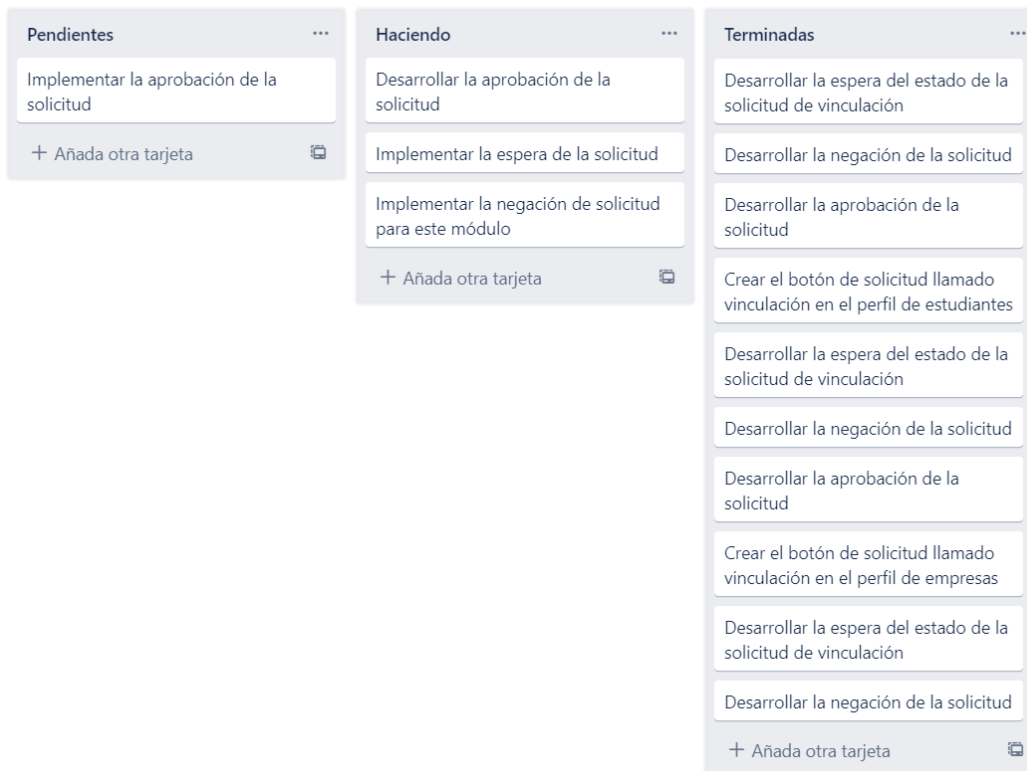 Pendientes
Implementar la aprobación de la
solicitud
+ Añada otra tarjeta
Haciendo
Desarrollar la aprobación de la
solicitud
Implementar la espera de la solicitud
Implementar la negación de solicitud
para este módulo
+ Añada otra tarjeta
Terminadas
Desarrollar la espera del estado de la
solicitud de vinculación
Desarrollar la negación de la solicitud
Desarrollar la aprobación de la
solicitud
Crear el botón de solicitud llamado
vinculación en el perfil de estudiantes
Desarrollar la espera del estado de la
solicitud de vinculación
Desarrollar la negación de la solicitud
Desarrollar la aprobación de la
solicitud
Crear el botón de solicitud llamado
vinculación en el perfil de empresas
Desarrollar la espera del estado de la
solicitud de vinculación
Desarrollar la negación de la solicitud
+ Añada otra tarjeta